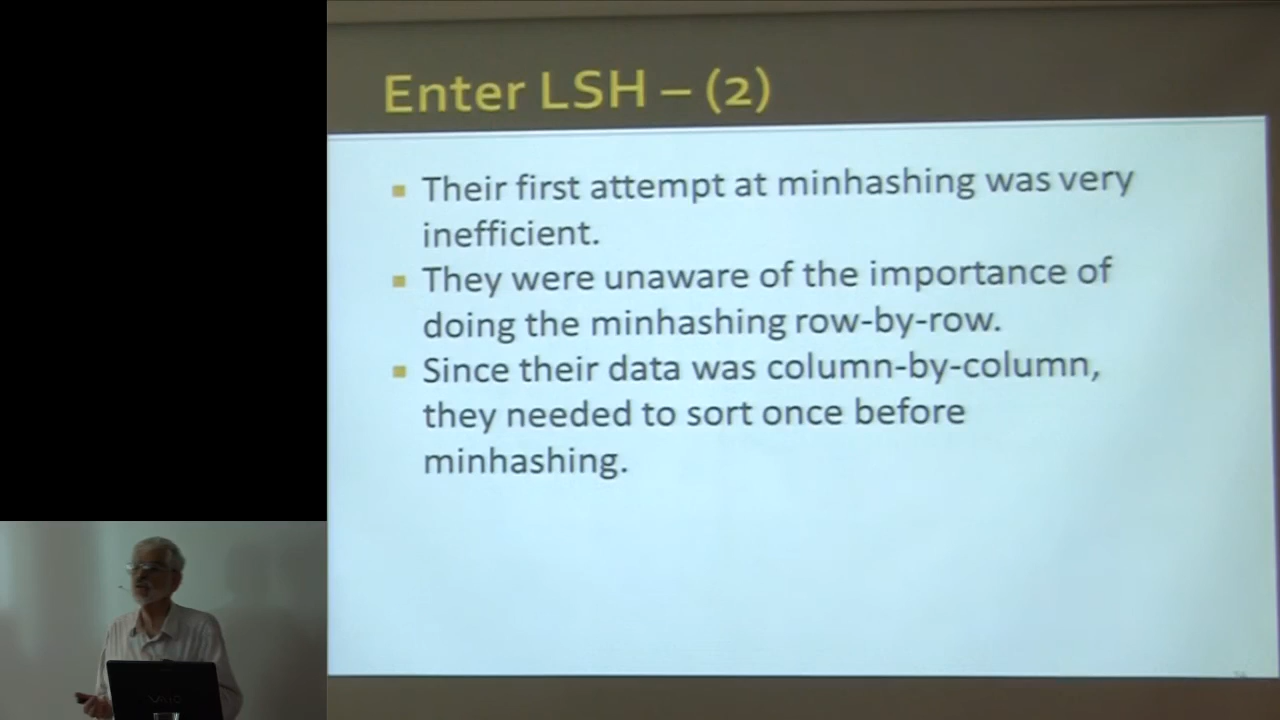 Enter LSH – (2)
Their first attempt at minhashing was very
inefficient.
They were unaware of the importance of
doing the minhashing row-by-row.
Since their data was column-by-column,
they needed to sort once before
minhashing.
VAIO